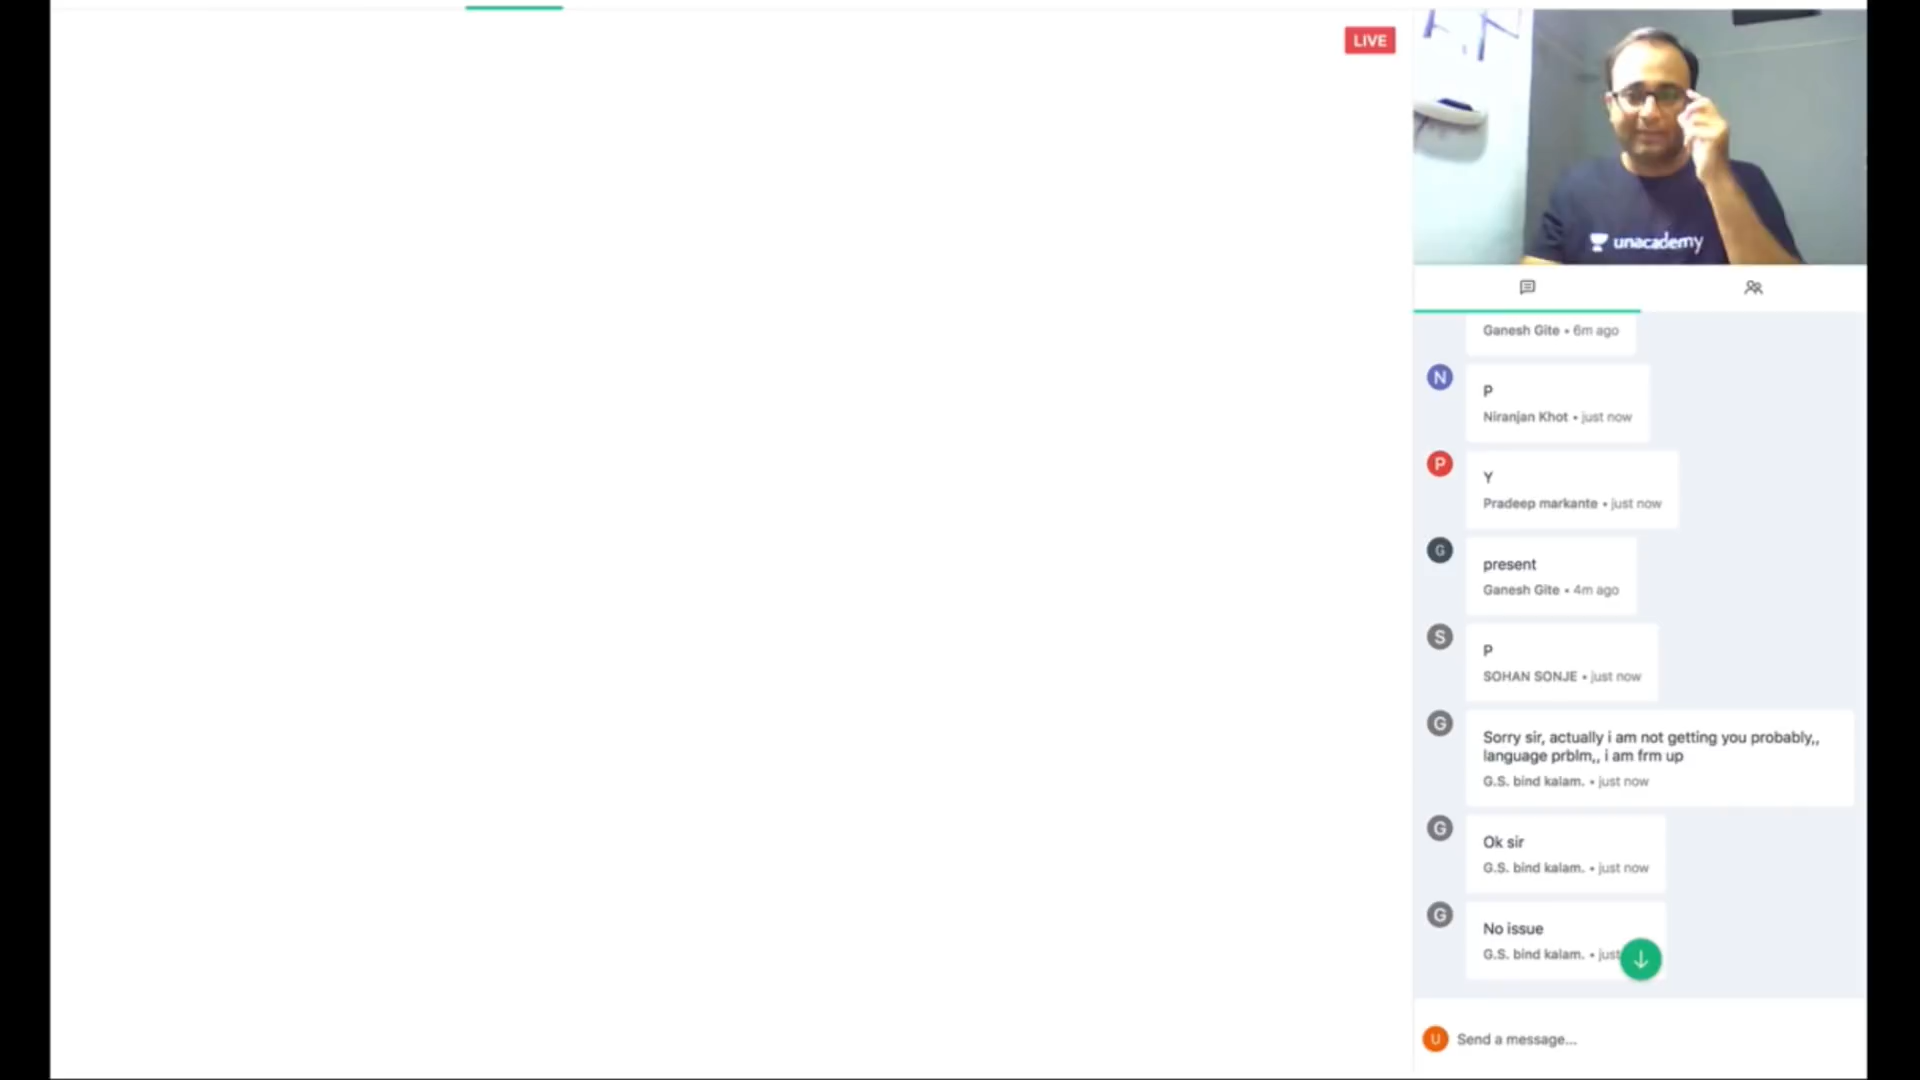 LIVE
unacademy
Ganesh Gite • 6m ago
N
P
Niranjan Khot • just now
P
Y
Pradeep markante • just now
G
present
Ganesh Gite • 4m ago
S
P
SOHAN SONJE • just now
G
Sorry sir, actually i am not getting you probably,,
language prblm,, i am frm up
G.S. bind kalam. • just now
G
Ok sir
G.S. bind kalam. • just now
G
No issue
G.S. bind kalam. • just
U
Send a message...